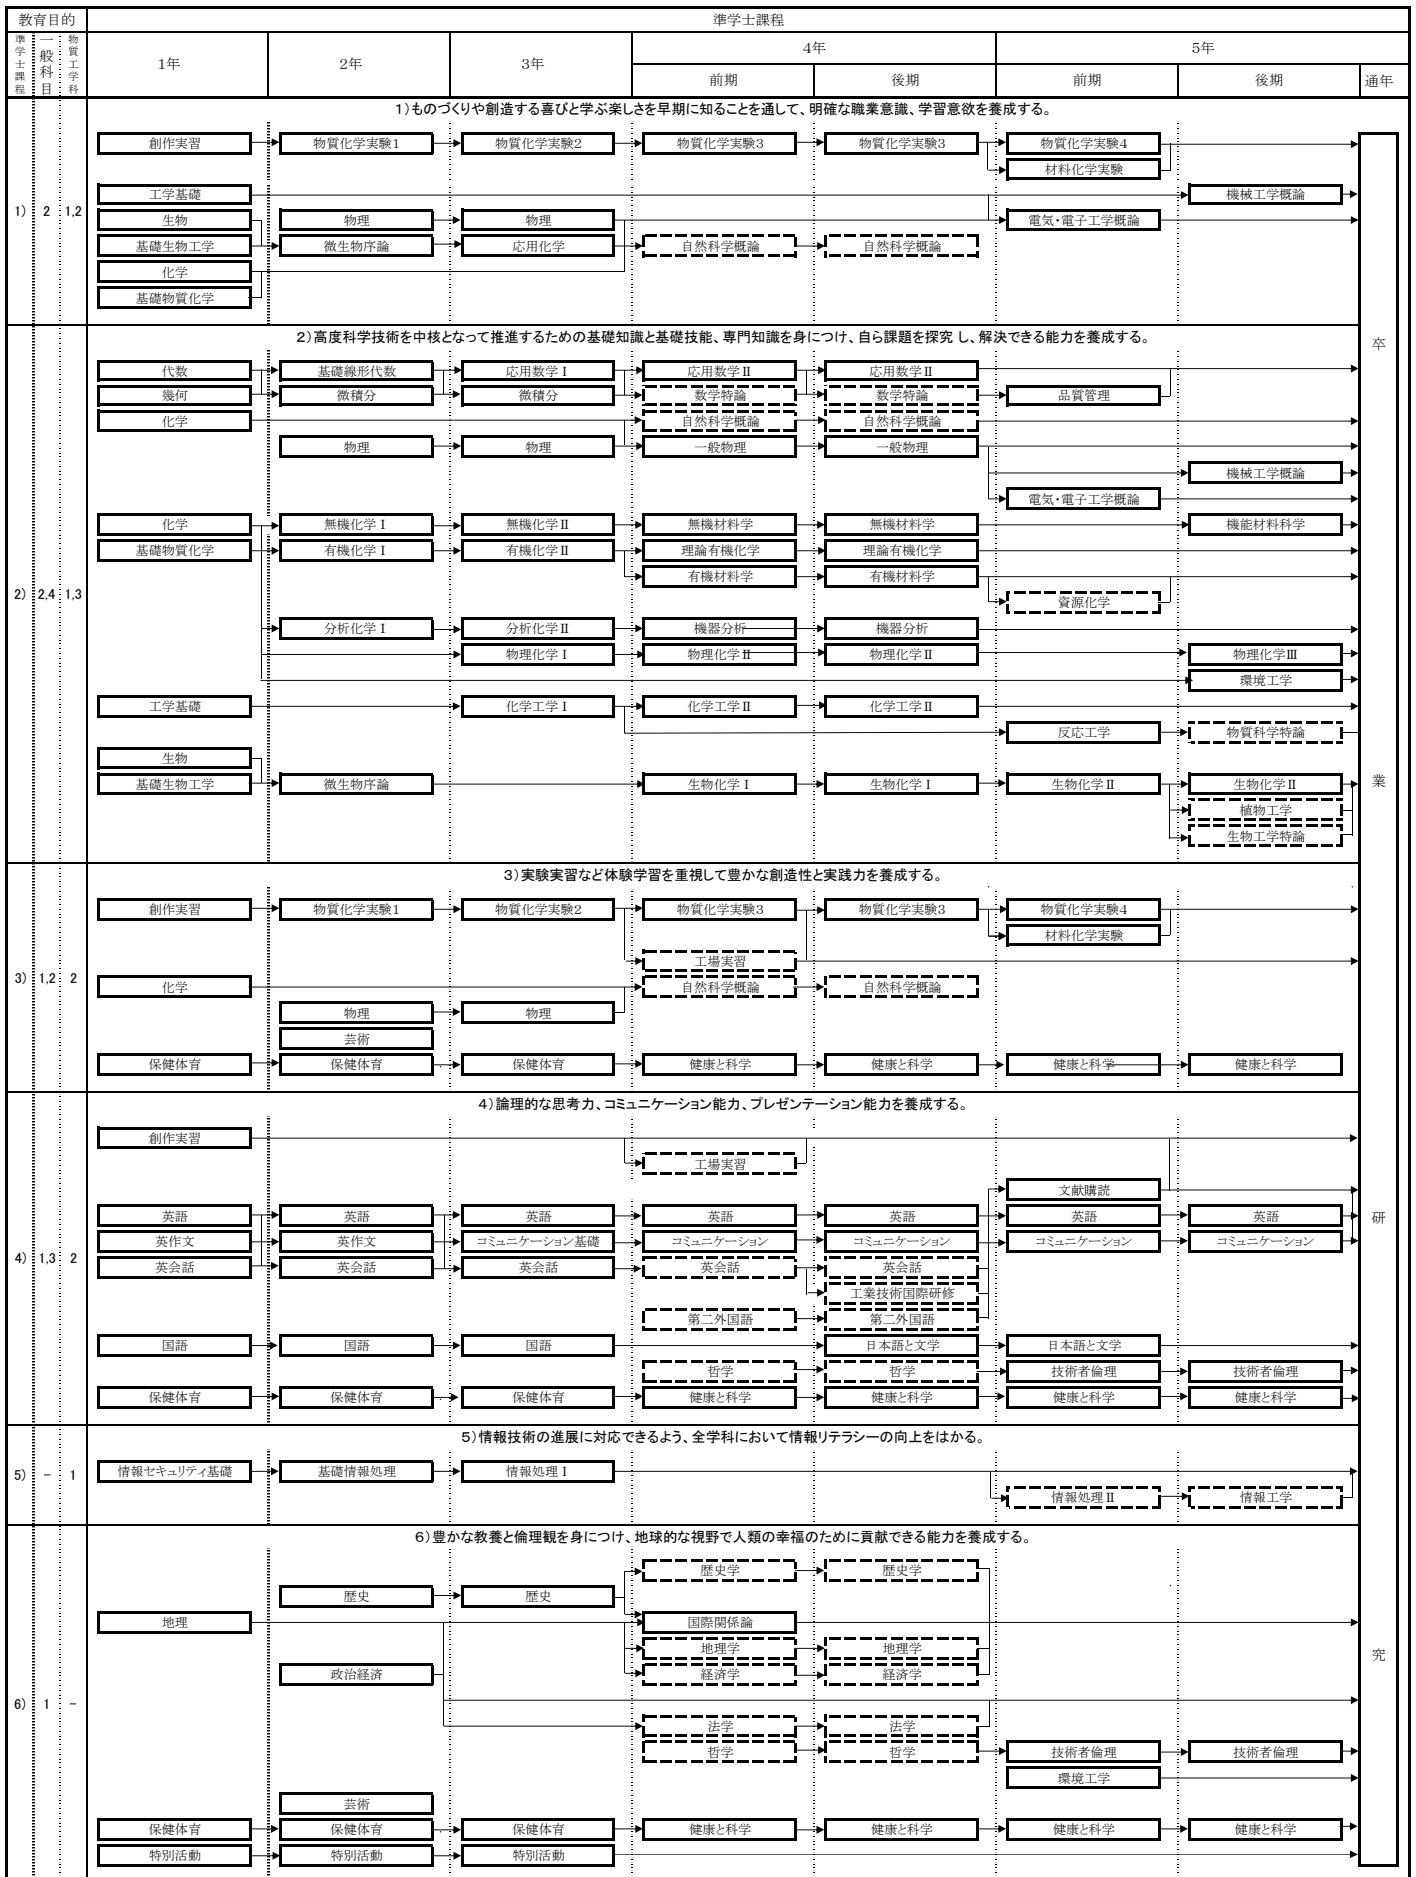 教育目的 準学士課程
準学士課程 一般科目 物質工学科 1年 2年 3年 4年 5年
前期 後期 前期 後期 通年
1)ものづくりや創造する喜びと学ぶ楽しさを早期に知ることを通して、明確な職業意識、学習意欲を養成する。
創作実習 物質化学実験1 物質化学実験2 物質化学実験3 物質化学実験3 物質化学実験4
材料化学実験
工学基礎 機械工学概論
1) 2 1,2
生物 物理 物理 電気・電子工学概論
基礎生物工学 微生物序論 応用化学 自然科学概論 自然科学概論
化学
基礎物質化学
2)高度科学技術を中核となって推進するための基礎知識と基礎技能、専門知識を身につけ、自ら課題を探究 し、解決できる能力を養成する。
卒
代数 基礎線形代数 応用数学Ⅰ 応用数学Ⅱ 応用数学Ⅱ
幾何 微積分 微積分 数学特論 数学特論 品質管理
化学 自然科学概論 自然科学概論
物理 物理 一般物理 一般物理
機械工学概論
電気・電子工学概論
化学 無機化学Ⅰ 無機化学Ⅱ 無機材料学 無機材料学 機能材料科学
基礎物質化学 有機化学Ⅰ 有機化学Ⅱ 理論有機化学 理論有機化学
有機材料学 有機材料学
2) 2,4 1,3
資源化学
分析化学Ⅰ 分析化学Ⅱ 機器分析 機器分析
物理化学Ⅰ 物理化学Ⅱ 物理化学Ⅱ 物理化学Ⅲ
環境工学
工学基礎 化学工学Ⅰ 化学工学Ⅱ 化学工学Ⅱ
反応工学 物質科学特論
生物
基礎生物工学 微生物序論 生物化学Ⅰ 生物化学Ⅰ 生物化学Ⅱ 生物化学Ⅱ 業
植物工学
生物工学特論
3)実験実習など体験学習を重視して豊かな創造性と実践力を養成する。
創作実習 物質化学実験1 物質化学実験2 物質化学実験3 物質化学実験3 物質化学実験4
材料化学実験
工場実習
3) 1,2 2
化学 自然科学概論 自然科学概論
物理 物理
芸術
保健体育 保健体育 保健体育 健康と科学 健康と科学 健康と科学 健康と科学
4)論理的な思考力、コミュニケーション能力、プレゼンテーション能力を養成する。
創作実習
工場実習
文献購読
英語 英語 英語 英語 英語 英語 英語 研
英作文 英作文 コミュニケーション基礎 コミュニケーション コミュニケーション コミュニケーション コミュニケーション
4) 1,3 2
英会話 英会話 英会話 英会話 英会話
工業技術国際研修
第二外国語 第二外国語
国語 国語 国語 日本語と文学 日本語と文学
哲学 哲学 技術者倫理 技術者倫理
保健体育 保健体育 保健体育 健康と科学 健康と科学 健康と科学 健康と科学
5)情報技術の進展に対応できるよう、全学科において情報リテラシーの向上をはかる。
5) － 1 情報セキュリティ基礎 基礎情報処理 情報処理Ⅰ
情報処理Ⅱ 情報工学
6)豊かな教養と倫理観を身につけ、地球的な視野で人類の幸福のために貢献できる能力を養成する。
歴史学 歴史学
歴史 歴史
地理 国際関係論
地理学 地理学
究
政治経済 経済学 経済学
6) 1 －
法学 法学
哲学 哲学 技術者倫理 技術者倫理
環境工学
芸術
保健体育 保健体育 保健体育 健康と科学 健康と科学 健康と科学 健康と科学
特別活動 特別活動 特別活動